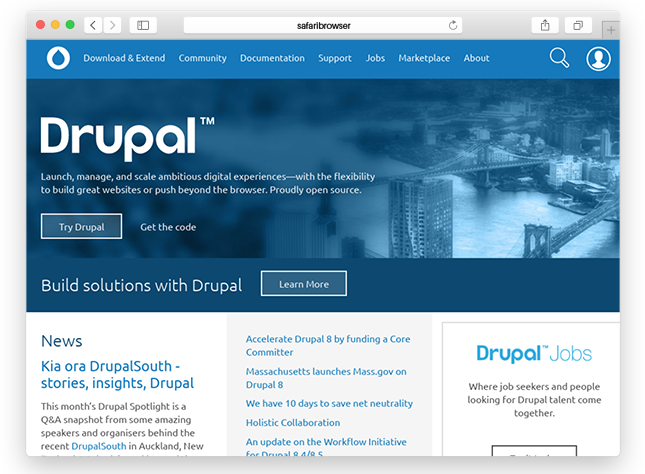 safaribrowser
Download & Extend
Community
Documentation
Support
Jobs
Marketplace
About
Drupal™
Launch, manage, and scale ambitious digital experiences—with the flexibility
to build great websites or push beyond the browser. Proudly open source.
Try Drupal
Get the code
Build solutions with Drupal
Learn More
News
Kia ora DrupalSouth -
stories, insights, Drupal
This month's Drupal Spotlight is a
Q&A snapshot from some amazing
speakers and organisers behind the
recent DrupalSouth in Auckland, New
Accelerate Drupal 8 by funding a Core
Committer
Massachusetts launches Mass.gov on
Drupal 8
We have 10 days to save net neutrality
Holistic Collaboration
An update on the Workflow Initiative
for Drupal 8.4/8.5
Drupal™ Jobs
Where job seekers and people
looking for Drupal talent come
together.